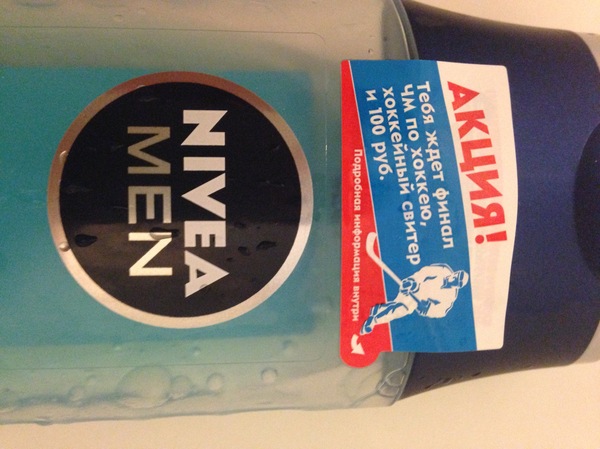 NIVEA
MEN
АКЦИЯ!
Тебя ждет финал
ЧМ по хоккею,
хоккейный свитер
и 100 руб.
Подробная информация внутри